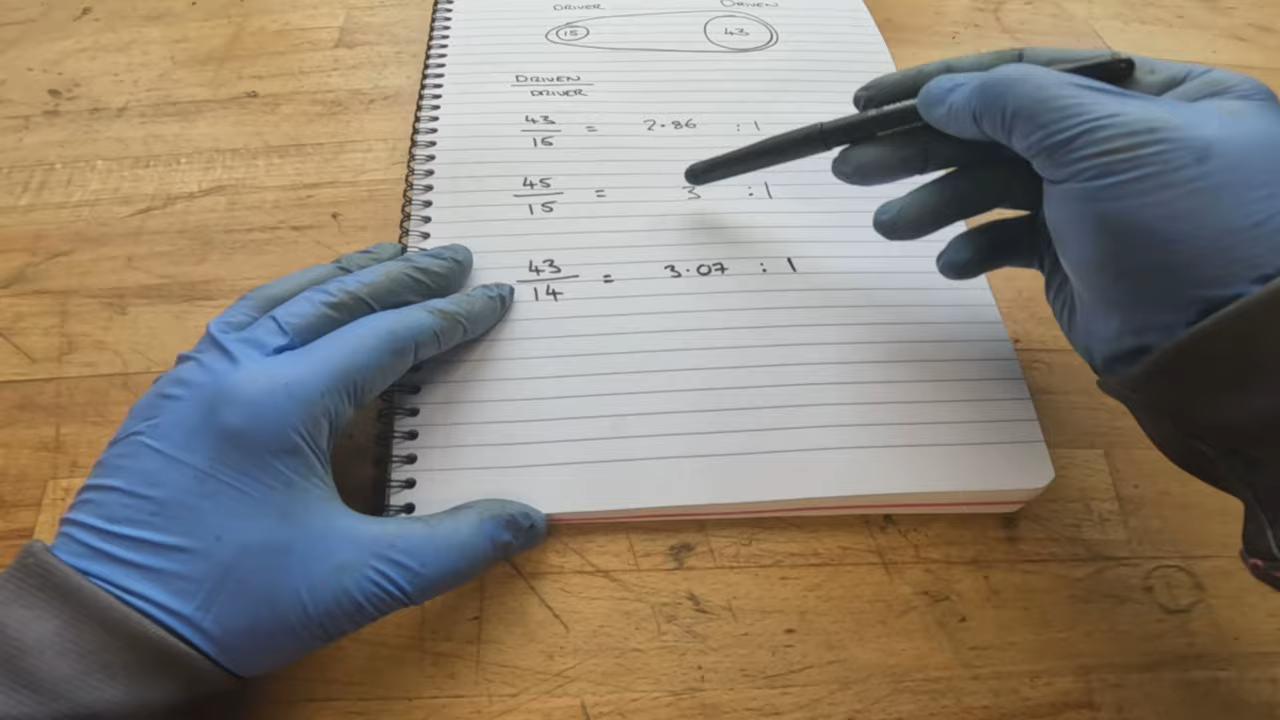 DRIVER DRIVEN
15 43
DRIVEN
DRIVER
43
15 = 2.86 :1
45
15 = 3 :1
43
14 = 3.07 : 1